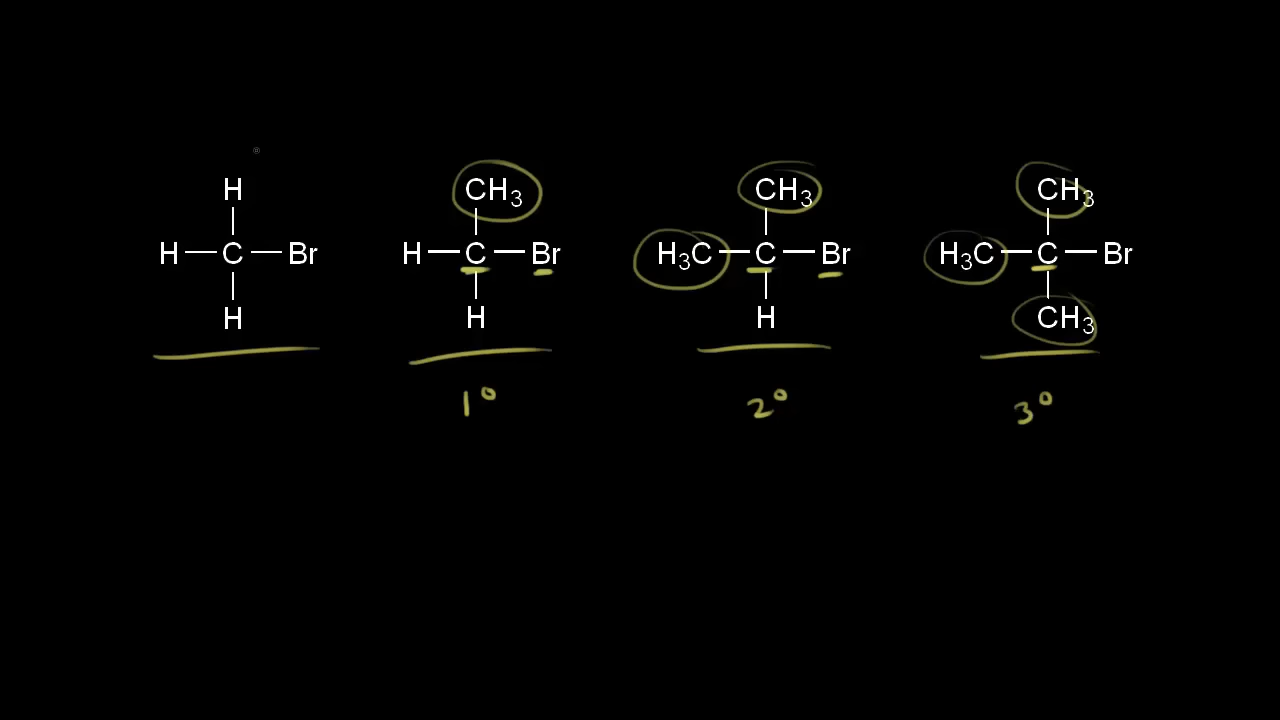 H CH₃ CH₃ CH₃
H C Br H C Br H₃C C Br H₃C C Br
H H H CH₃
1° 2° 3°